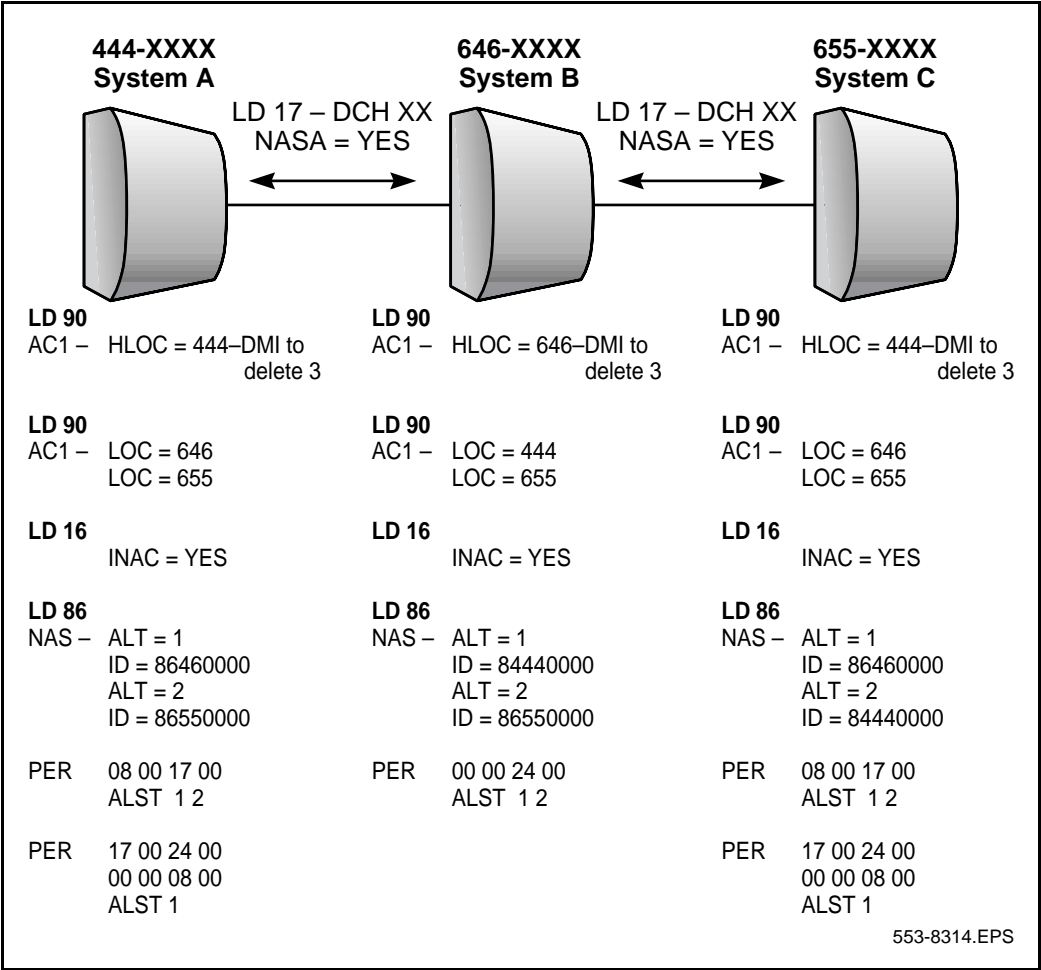 444-XXXX
System A
646-XXXX
System B
655-XXXX
System C
LD 17 – DCH XX
NASA = YES
LD 17 – DCH XX
NASA = YES
LD 90
AC1 – HLOC = 444–DMI to
delete 3
LD 90
AC1 – LOC = 646
LOC = 655
LD 16
INAC = YES
LD 86
NAS – ALT = 1
ID = 86460000
ALT = 2
ID = 86550000
PER 08 00 17 00
ALST 1 2
PER 17 00 24 00
00 00 08 00
ALST 1
LD 90
AC1 – HLOC = 646–DMI to
delete 3
LD 90
AC1 – LOC = 444
LOC = 655
LD 16
INAC = YES
LD 86
NAS – ALT = 1
ID = 84440000
ALT = 2
ID = 86550000
PER 00 00 24 00
ALST 1 2
LD 90
AC1 – HLOC = 444–DMI to
delete 3
LD 90
AC1 – LOC = 646
LOC = 655
LD 16
INAC = YES
LD 86
NAS – ALT = 1
ID = 86460000
ALT = 2
ID = 84440000
PER 08 00 17 00
ALST 1 2
PER 17 00 24 00
00 00 08 00
ALST 1
553-8314.EPS